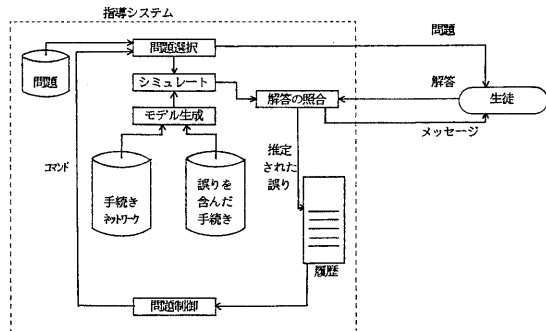 指導システム
問題選択
問題
問題
シミュレート
解答の照合
解答
生徒
モデル生成
メッセージ
コマンド
推定
された
誤り
手続き
ネットワーク
誤りを
含んだ
手続き
履歴
問題制御